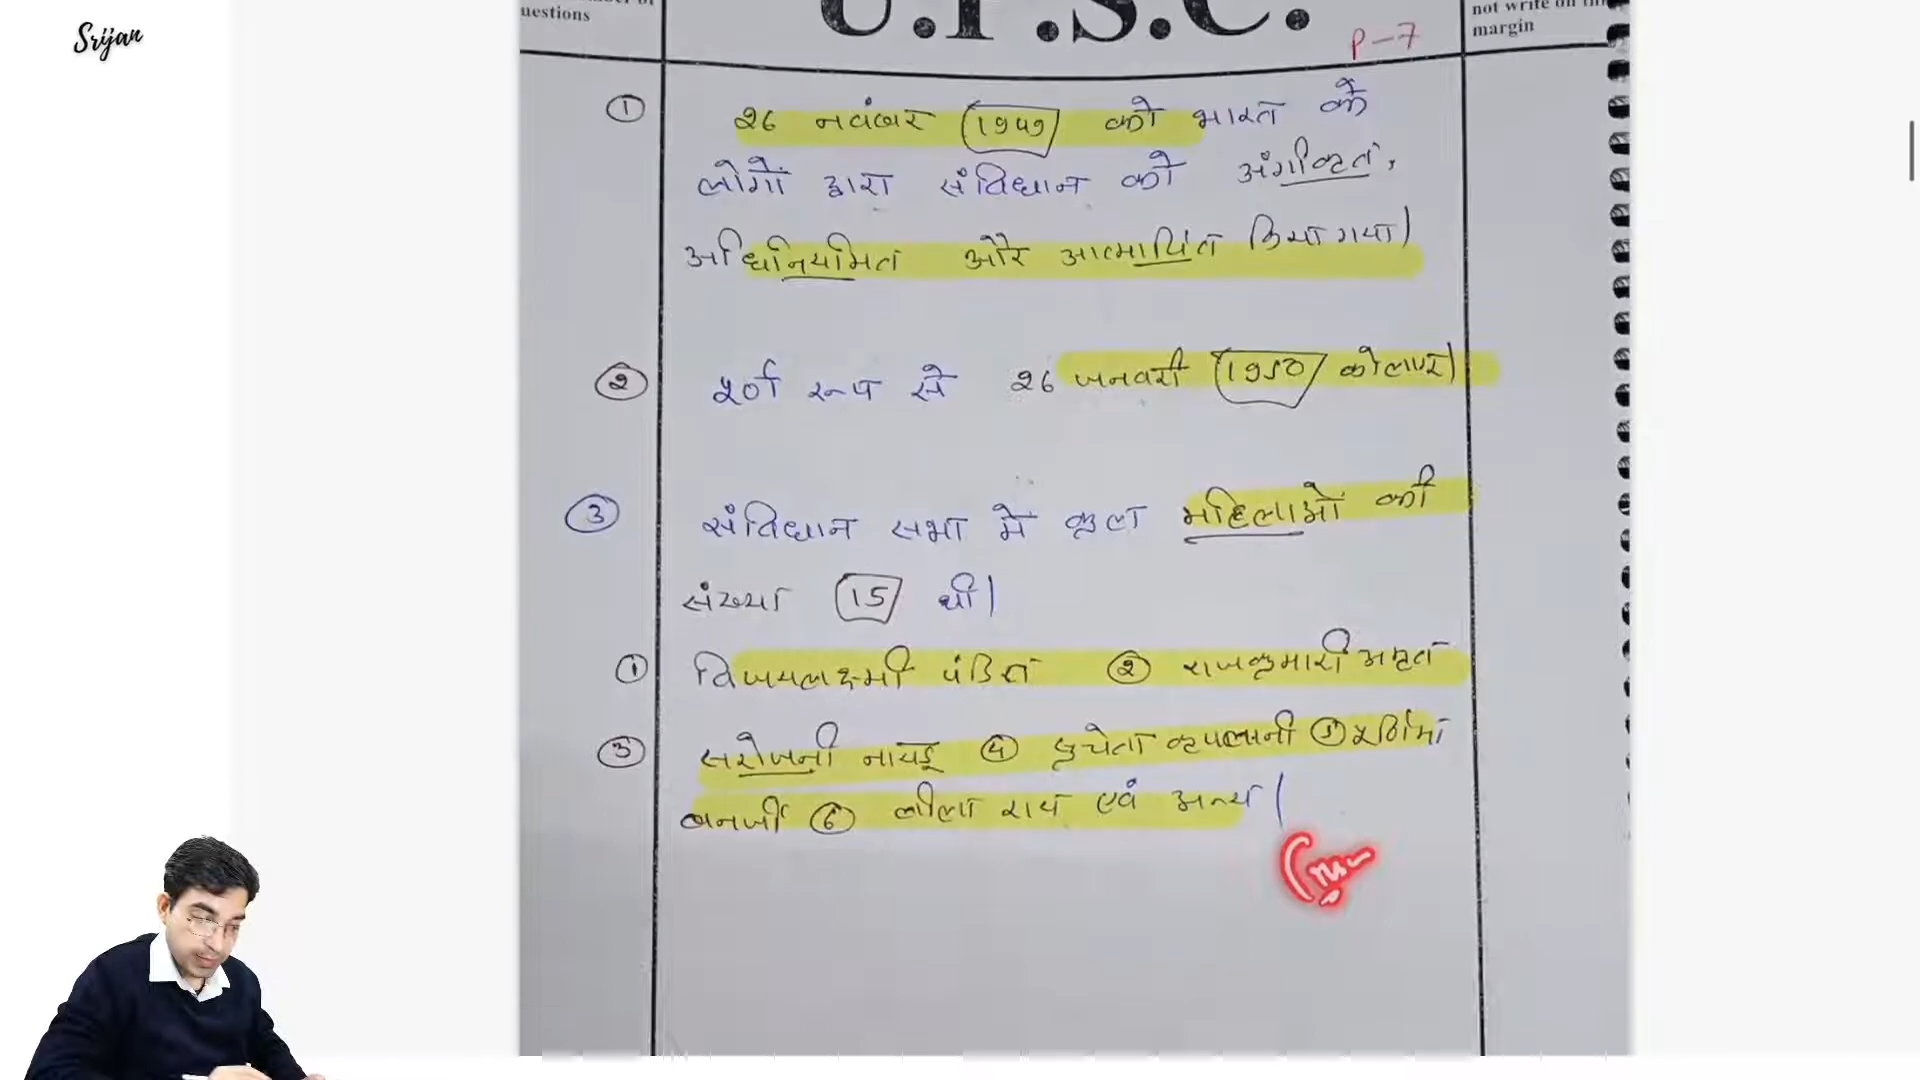 Srijan
uestions
U.P.S.C.
not write on this
margin
P-7
① 26 नवंबर 1949 को भारत के
लोगों द्वारा संविधान को अंगीकृत,
अधिनियमित और आत्मार्पित किया गया।
② पूर्ण रूप से 26 जनवरी 1950 को लागू।
③ संविधान सभा में कुल महिलाओं की
संख्या 15 थी।
① विजयलक्ष्मी पंडित ② राजकुमारी अमृत
③ सरोजनी नायडू ④ सुचेता कृपलानी ⑤ पूर्णिमा
बनर्जी ⑥ लीला राय एवं अन्य।